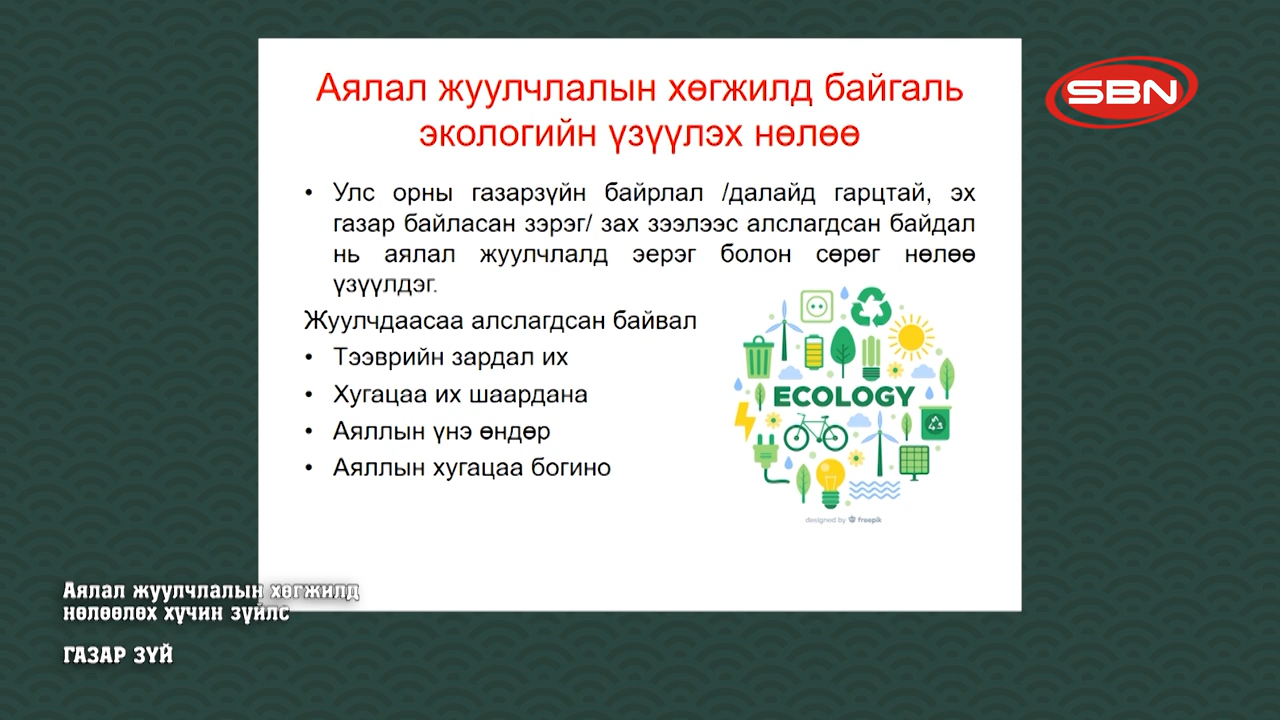 Аялал жуулчлалын хөгжилд байгаль
экологийн үзүүлэх нөлөө
SBN
• Улс орны газарзүйн байрлал /далайд гарцтай, эх
газар байласан зэрэг/ зах зээлээс алслагдсан байдал
нь аялал жуулчлалд эерэг болон сөрөг нөлөө
үзүүлдэг.
Жуулчдаасаа алслагдсан байвал
• Тээврийн зардал их
• Хугацаа их шаардана
• Аяллын үнэ өндөр
• Аяллын хугацаа богино
ECOLOGY
designed by freepik
Аялал жуулчлалын хөгжилд
нөлөөлөх хүчин зүйлс
ГАЗАР ЗҮЙ